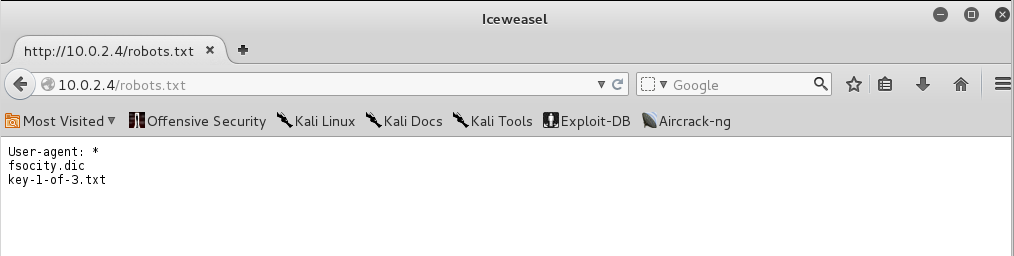 Iceweasel
http://10.0.2.4/robots.txt
10.0.2.4/robots.txt Google
Most Visited Offensive Security Kali Linux Kali Docs Kali Tools Exploit-DB Aircrack-ng
User-agent: *
fsocity.dic
key-1-of-3.txt